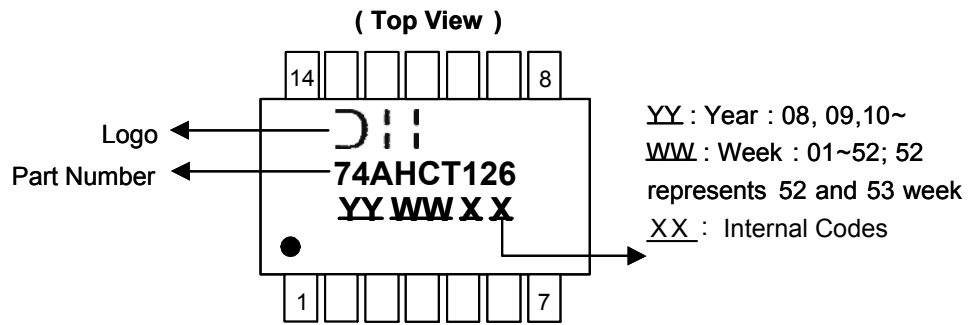 ( Top View )
14 8
Logo
Part Number
74AHCT126
YY WW X X
1 7
YY : Year : 08, 09,10~
WW : Week : 01~52; 52
represents 52 and 53 week
XX : Internal Codes